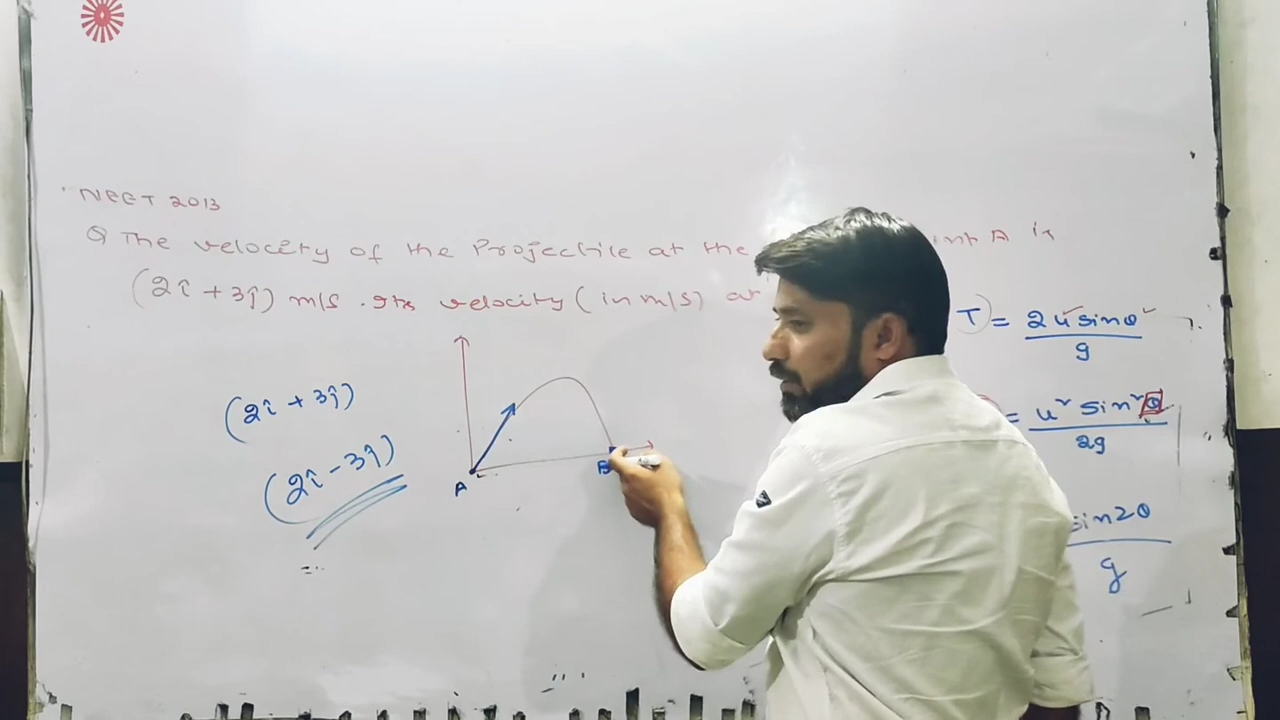 NEET 2013
Q The velocity of the Projectile at the A is
(2î + 3ĵ) m/s . Its velocity (in m/s) at
T = 2u sinθ
g
(2î + 3ĵ)
= u² sin²θ
2g
(2î - 3ĵ)
A
B
sin2θ
g